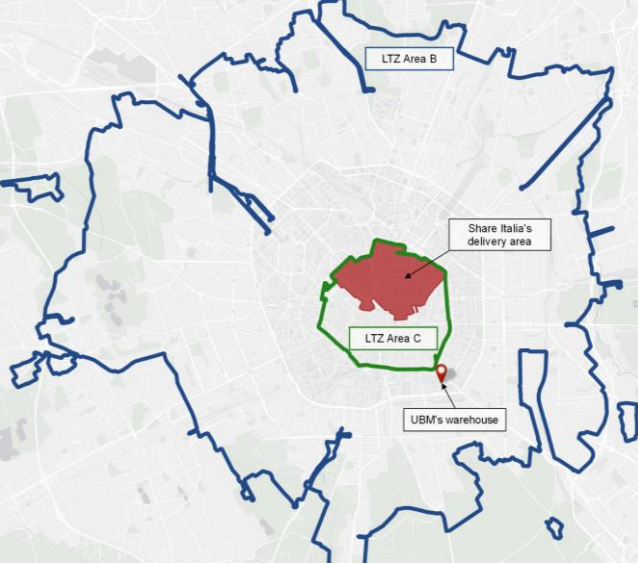 LTZ Area B
Share Italia's
delivery area
LTZ Area C
UBM's warehouse